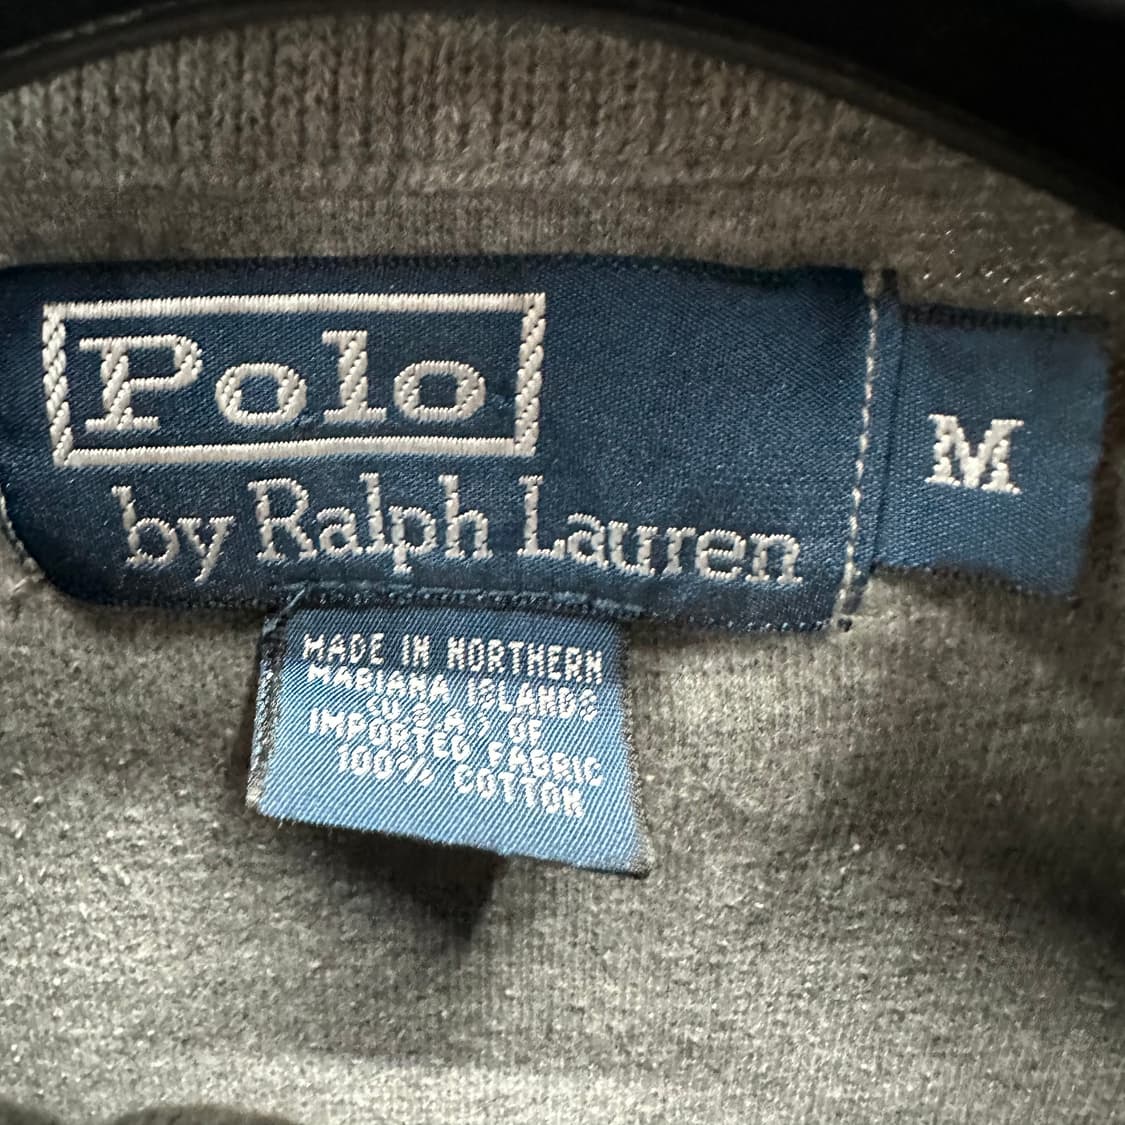 Polo
by Ralph Lauren
M
MADE IN NORTHERN
MARIANA ISLANDS
(U.S.A.) OF
IMPORTED FABRIC
100% COTTON